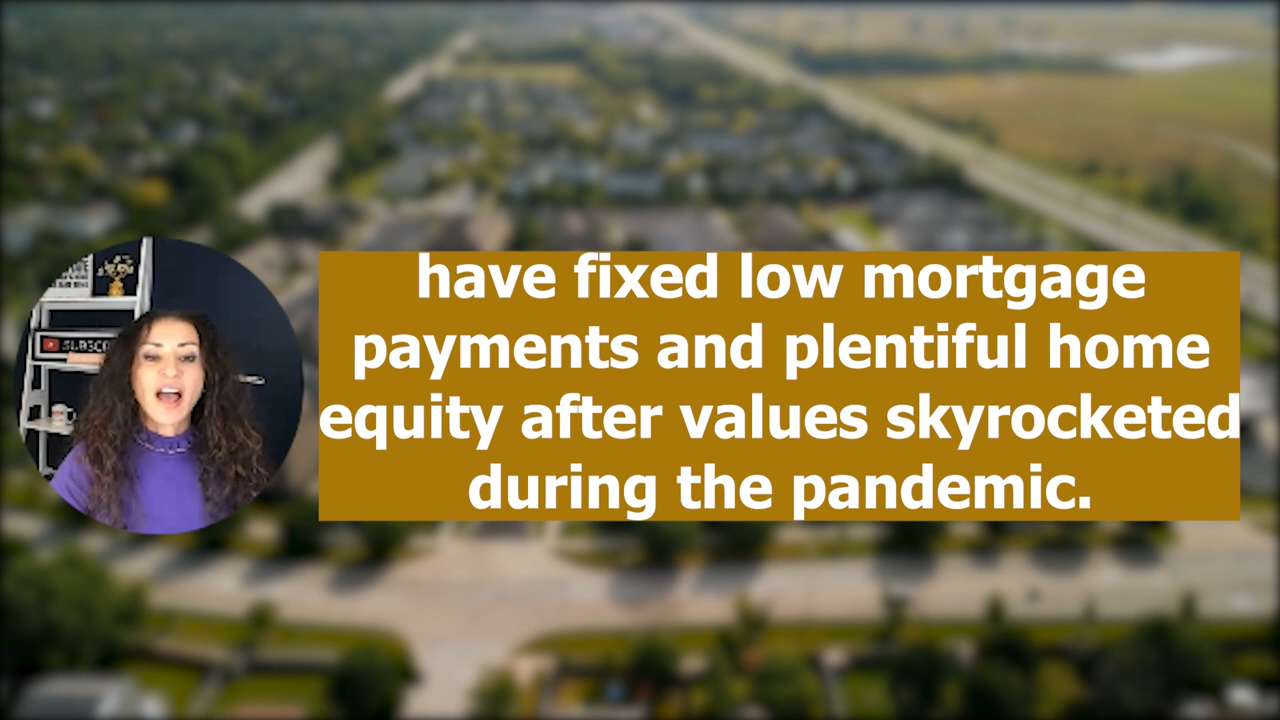 have fixed low mortgage
payments and plentiful home
equity after values skyrocketed
during the pandemic.